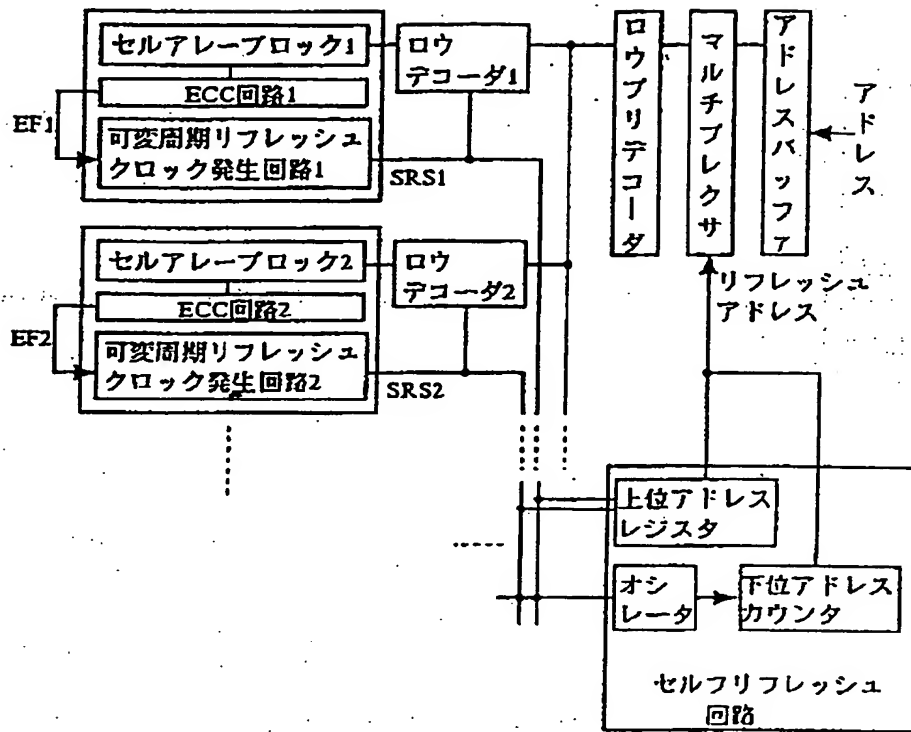 セルアレーブロック1
ECC回路1
EF1
可変周期リフレッシュ
クロック発生回路1
ロウ
デコーダ1
SRS1
ロウプリデコーダ
マルチプレクサ
アドレスバッファ
アドレス
セルアレーブロック2
ECC回路2
EF2
可変周期リフレッシュ
クロック発生回路2
ロウ
デコーダ2
SRS2
リフレッシュ
アドレス
上位アドレス
レジスタ
オシ
レータ
下位アドレス
カウンタ
セルフリフレッシュ
回路